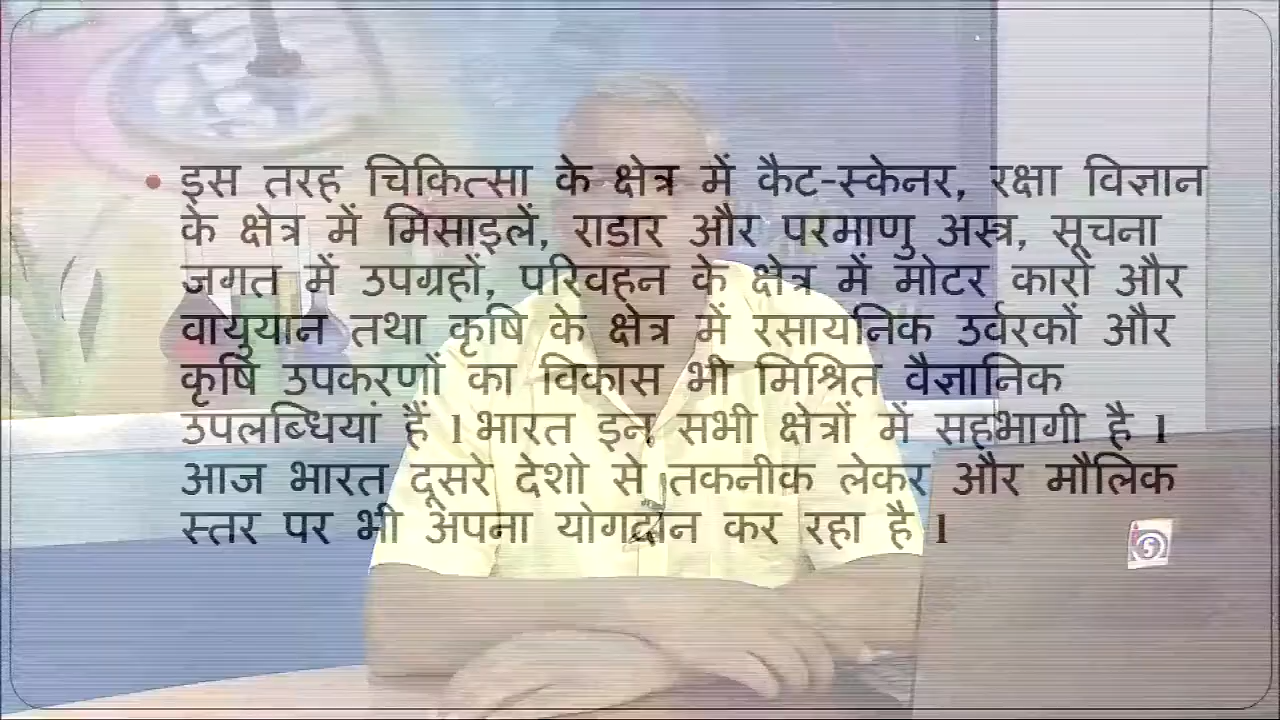 • इस तरह चिकित्सा के क्षेत्र में कैट-स्केनर, रक्षा विज्ञान
के क्षेत्र में मिसाइलें, राडार और परमाणु अस्त्र, सूचना
जगत में उपग्रहों, परिवहन के क्षेत्र में मोटर कारों और
वायुयान तथा कृषि के क्षेत्र में रसायनिक उर्वरकों और
कृषि उपकरणों का विकास भी मिश्रित वैज्ञानिक
उपलब्धियां हैं l भारत इन सभी क्षेत्रों में सहभागी है l
आज भारत दूसरे देशो से तकनीक लेकर और मौलिक
स्तर पर भी अपना योगदान कर रहा है l